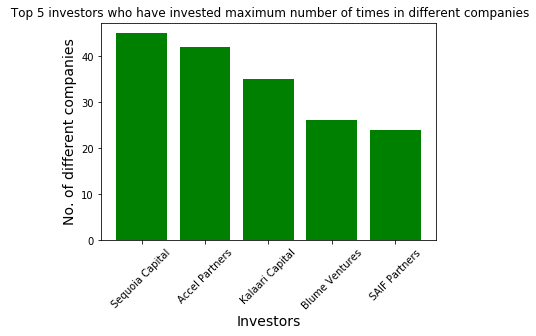 Top 5 investors who have invested maximum number of times in different companies
No. of different companies
40
30
20
10
0
Sequoia Capital
Accel Partners
Kalaari Capital
Blume Ventures
SAIF Partners
Investors